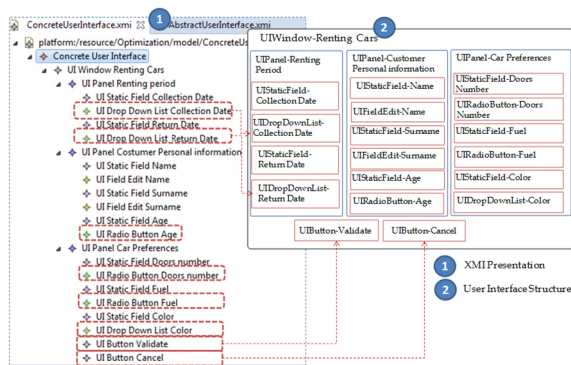 ConcreteUserInterface.xmi
1
AbstractUserInterface.xmi
platform:/resource/Optimization/model/ConcreteUs
Concrete User Interface
UI Window Renting Cars
UI Panel Renting period
UI Static Field Collection Date
UI Drop Down List Collection Date
UI Static Field Return Date
UI Drop Down List Return Date
UI Panel Costumer Personal information
UI Static Field Name
UI Field Edit Name
UI Static Field Surname
UI Field Edit Surname
UI Static Field Age
UI Radio Button Age
UI Panel Car Preferences
UI Static Field Doors number
UI Radio Button Doors number
UI Static Field Fuel
UI Radio Button Fuel
UI Static Field Color
UI Drop Down List Color
UI Button Validate
UI Button Cancel
2
UIWindow-Renting Cars
UIPanel-Renting
Period
UIStaticField-
Collection Date
UIDropDownList-
Collection Date
UIStaticField-
Return Date
UIDropDownList-
Return Date
UIPanel-Customer
Personal information
UIStaticField-Name
UIFieldEdit-Name
UIStaticField-Surname
UIFieldEdit-Surname
UIStaticField-Age
UIRadioButton-Age
UIPanel-Car Preferences
UIStaticField-Doors
Number
UIRadioButton-Doors
Number
UIStaticField-Fuel
UIRadioButton-Fuel
UIStaticField-Color
UIDropDownList-Color
UIButton-Validate
UIButton-Cancel
1 XMI Presentation
2 User Interface Structure